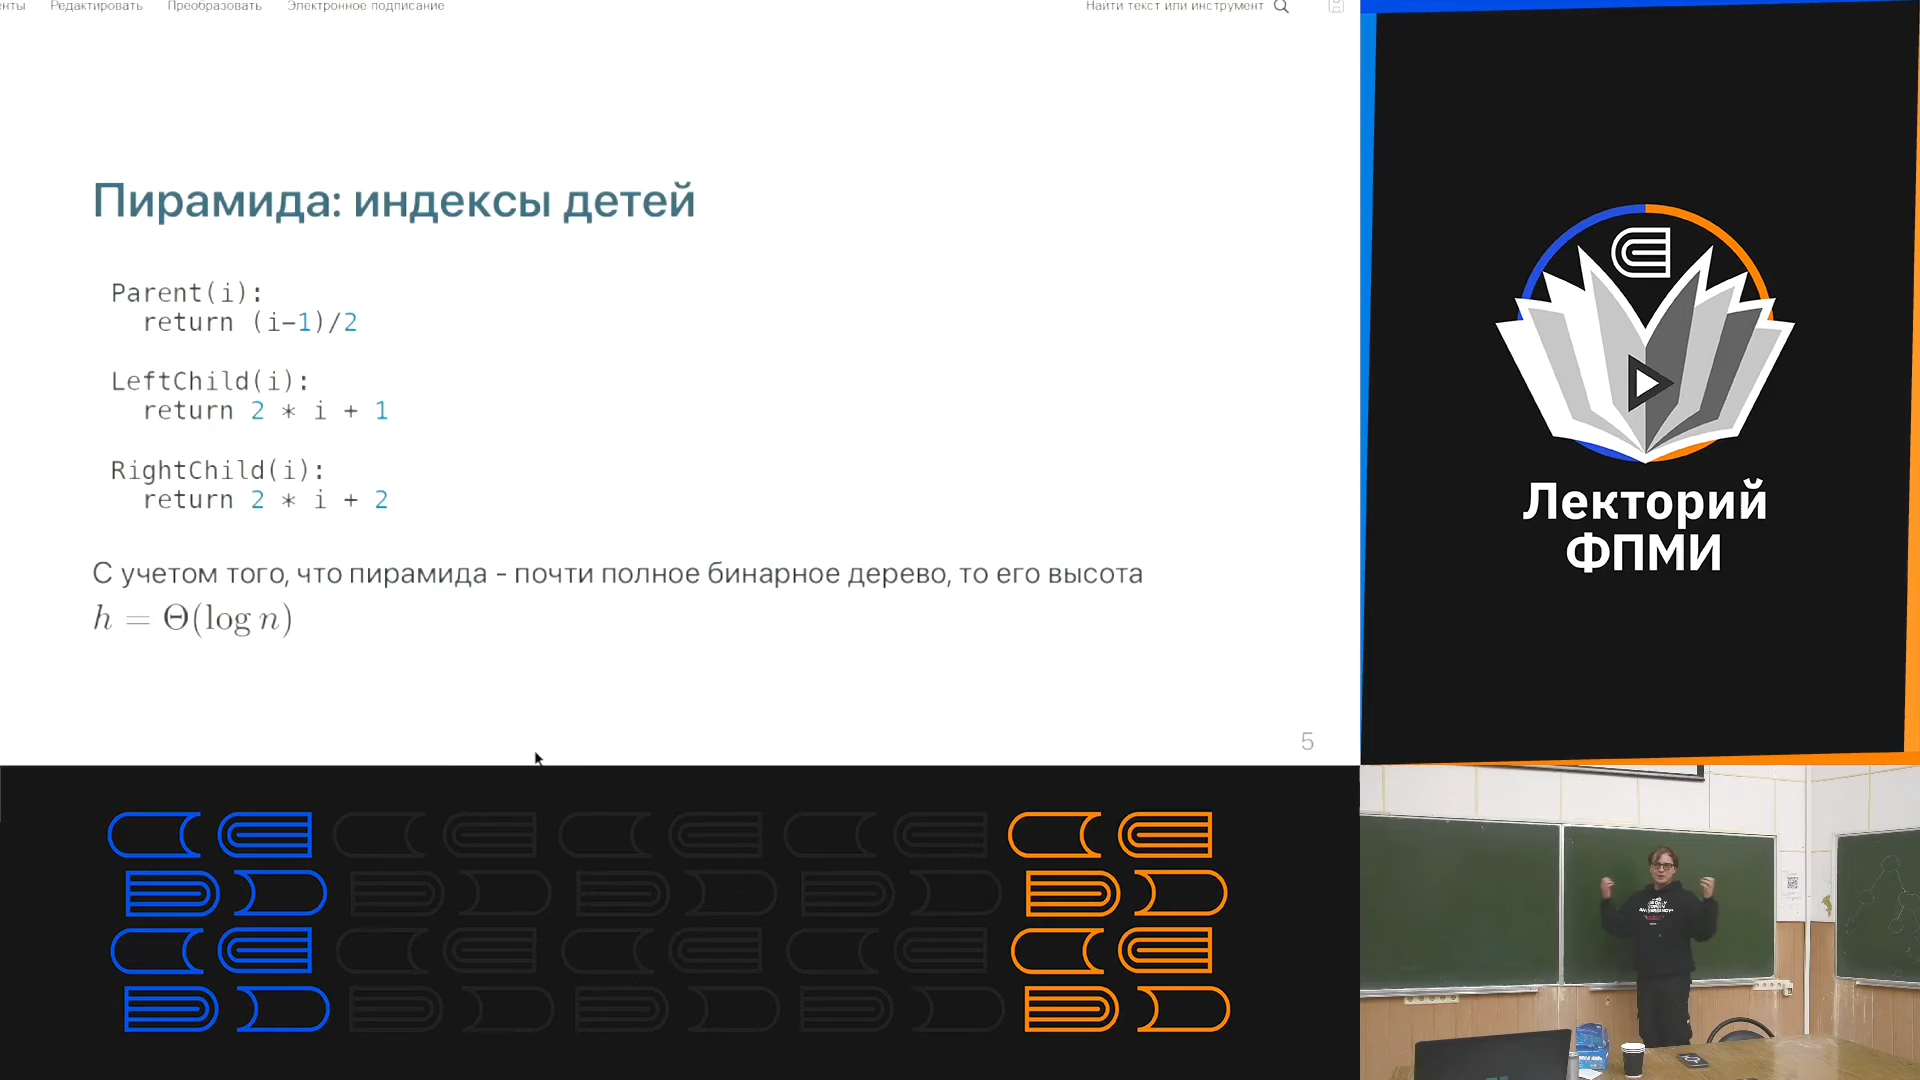 Редактировать Преобразовать Электронное подписание Найти текст или инструмент
Пирамида: индексы детей
Parent(i):
return (i-1)/2
LeftChild(i):
return 2 * i + 1
RightChild(i):
return 2 * i + 2
С учетом того, что пирамида - почти полное бинарное дерево, то его высота
h = Θ(log n)
5
Лекторий
ФПМИ